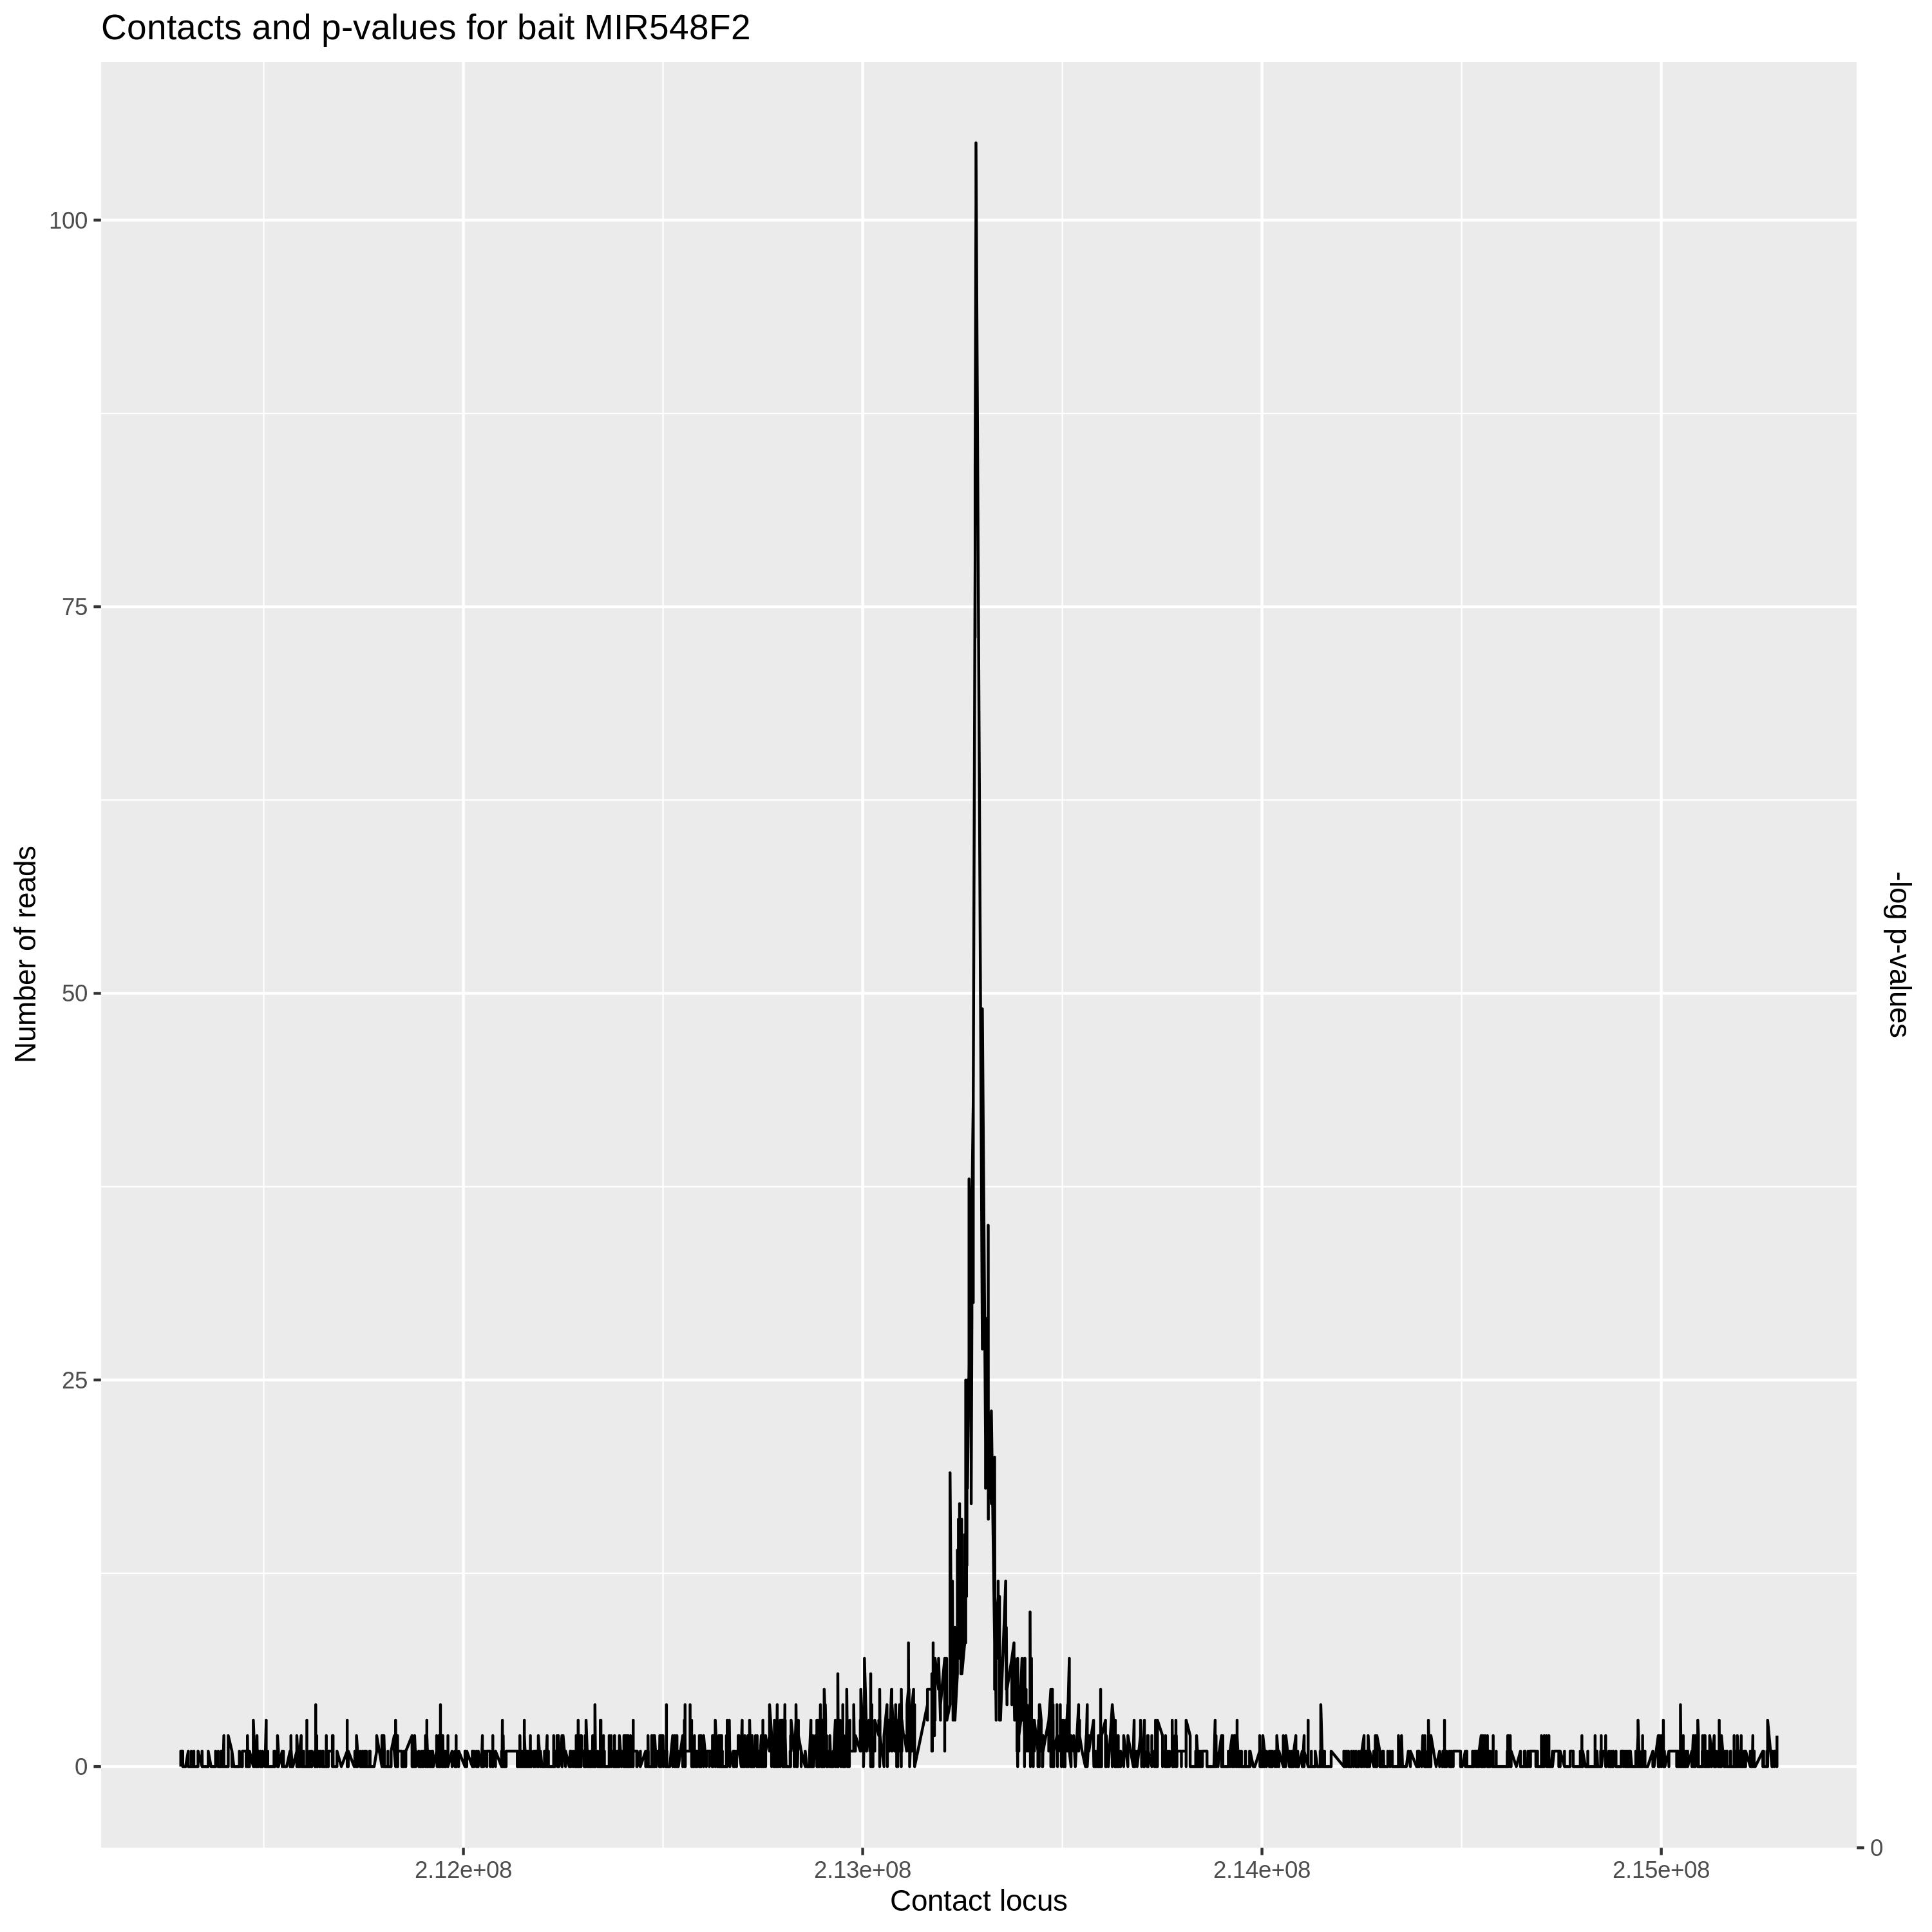 Contacts and p-values for bait MIR548F2
100
75
50
25
0
Number of reads
-log p-values
0
2.12e+08
2.13e+08
2.14e+08
2.15e+08
Contact locus